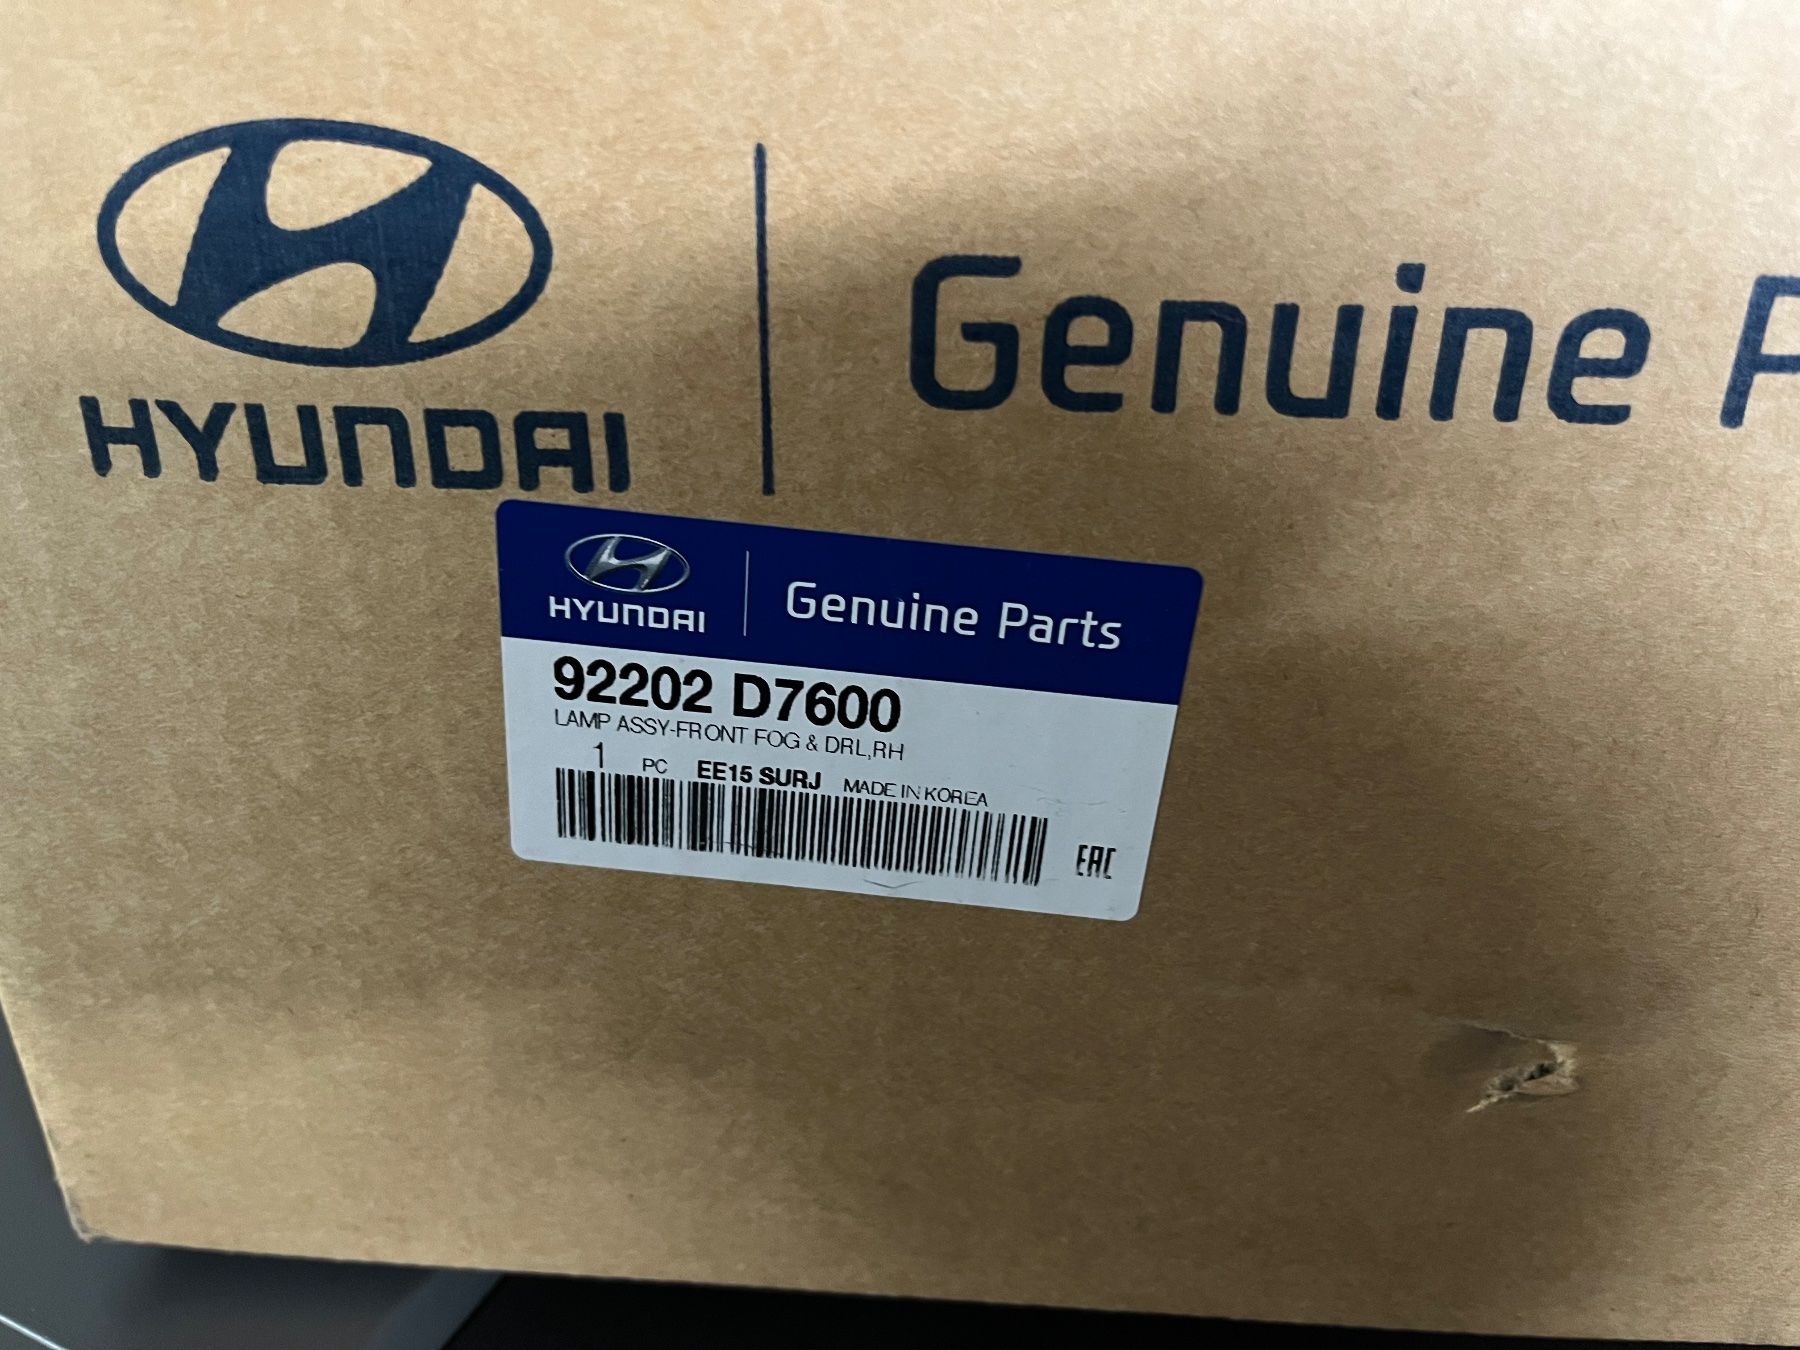 HYUNDAI
Genuine P
HYUNDAI
Genuine Parts
92202 D7600
LAMP ASSY-FRONT FOG & DRL,RH
1 PC EE15 SURJ MADE IN KOREA
EAC